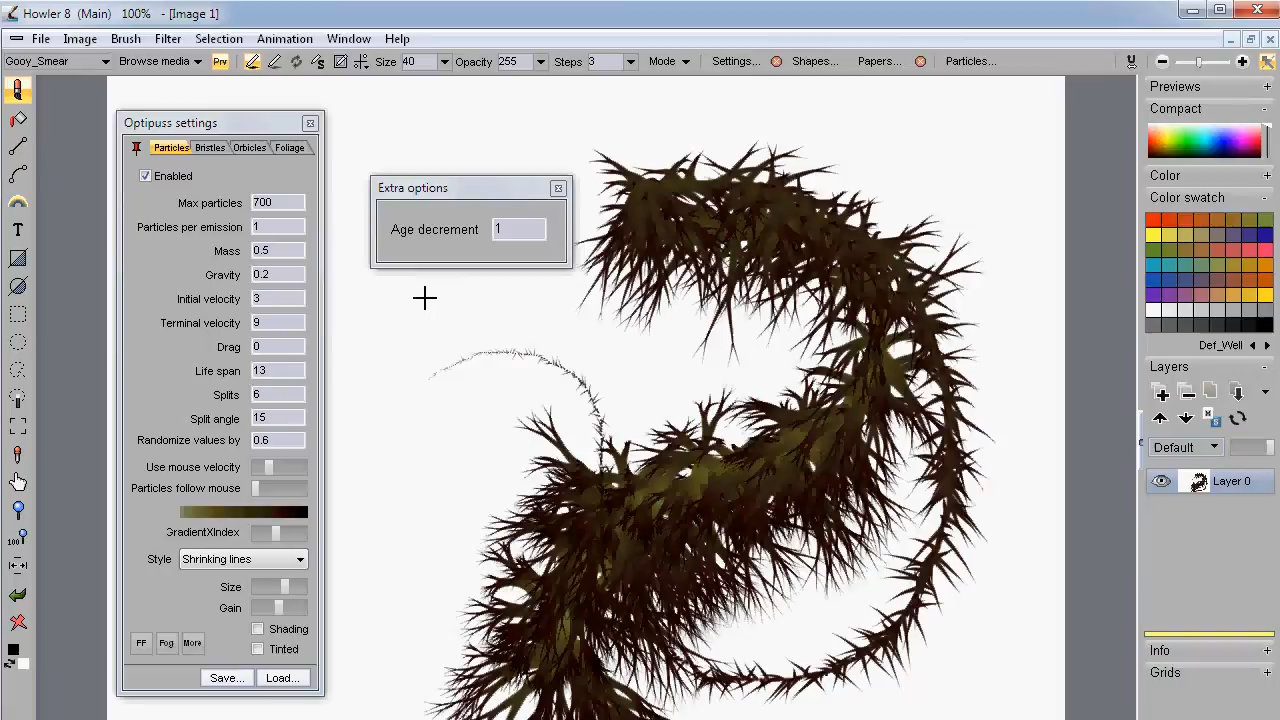 Howler 8 (Main) 100% - [Image 1]
File Image Brush Filter Selection Animation Window Help
Gooy_Smear Browse media Prv Size 40 Opacity 255 Steps 3 Mode Settings... Shapes... Papers... Particles...
Optipuss settings
Particles Bristles Orbicles Foliage
Enabled
Max particles 700
Particles per emission 1
Mass 0.5
Gravity 0.2
Initial velocity 3
Terminal velocity 9
Drag 0
Life span 13
Splits 6
Split angle 15
Randomize values by 0.6
Use mouse velocity
Particles follow mouse
GradientXIndex
Style Shrinking lines
Size
Gain
Shading
Tinted
FF Fog More
Save... Load...
Extra options
Age decrement 1
T
100
Previews +
Compact -
Color +
Color swatch -
Def_Well
Layers -
Default
Layer 0
Info +
Grids +